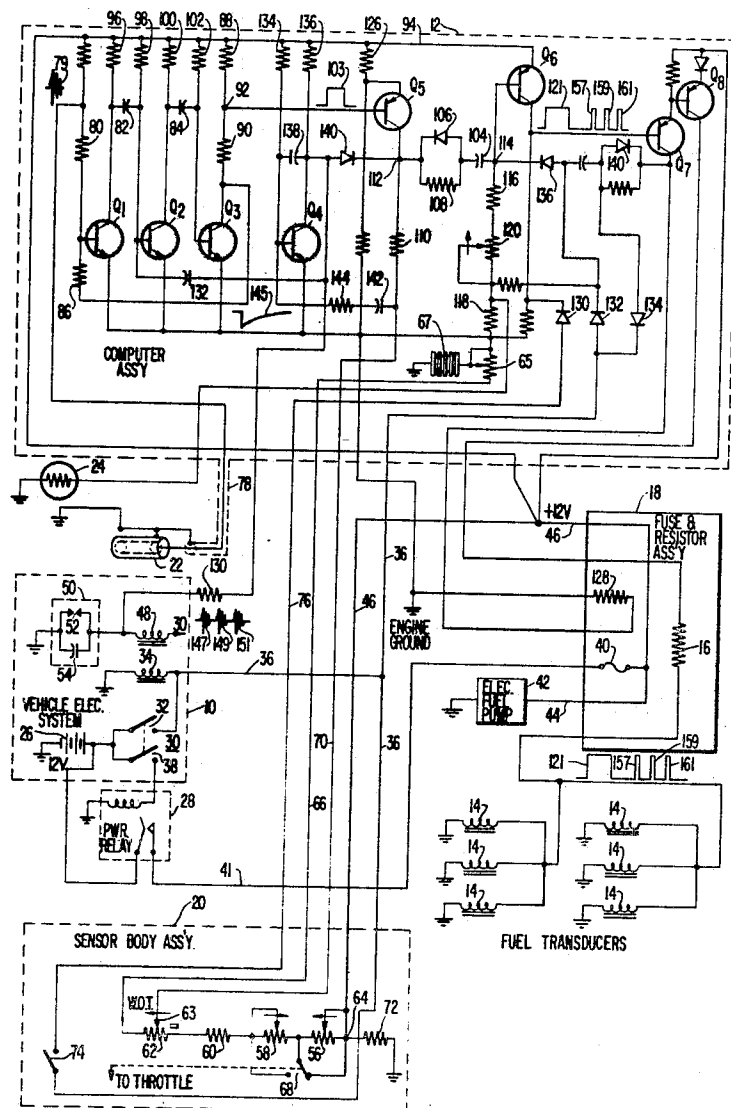 96 98 100 102 88 134 136 126 94 12
79 103 Q6 Q8
92 Q5 121 157 159 161
80 82 84 90 138 140 106 104 114 140 Q7
112 136
108 116
Q1 Q2 Q3 Q4 110 120
86 132 145 144 142 118 130 132 134
67
65
COMPUTER
ASS'Y
24
78
22
+12V
46
18
FUSE &
RESISTOR
ASS'Y
36
130
50
48 30
52
54
147 149 151
76
46
128
ENGINE
GROUND
16
34
36
40
VEHICLE ELEC.
SYSTEM
26
12V
32
30
38
10
ELEC.
FUEL
PUMP
42
44
70
36
66
28
PWR.
RELAY
121 157 159 161
14 14
14 14
14 14
41
FUEL TRANSDUCERS
20
SENSOR BODY ASS'Y.
W.O.T.
63
64
72
62 60 58 56
74
68
TO THROTTLE